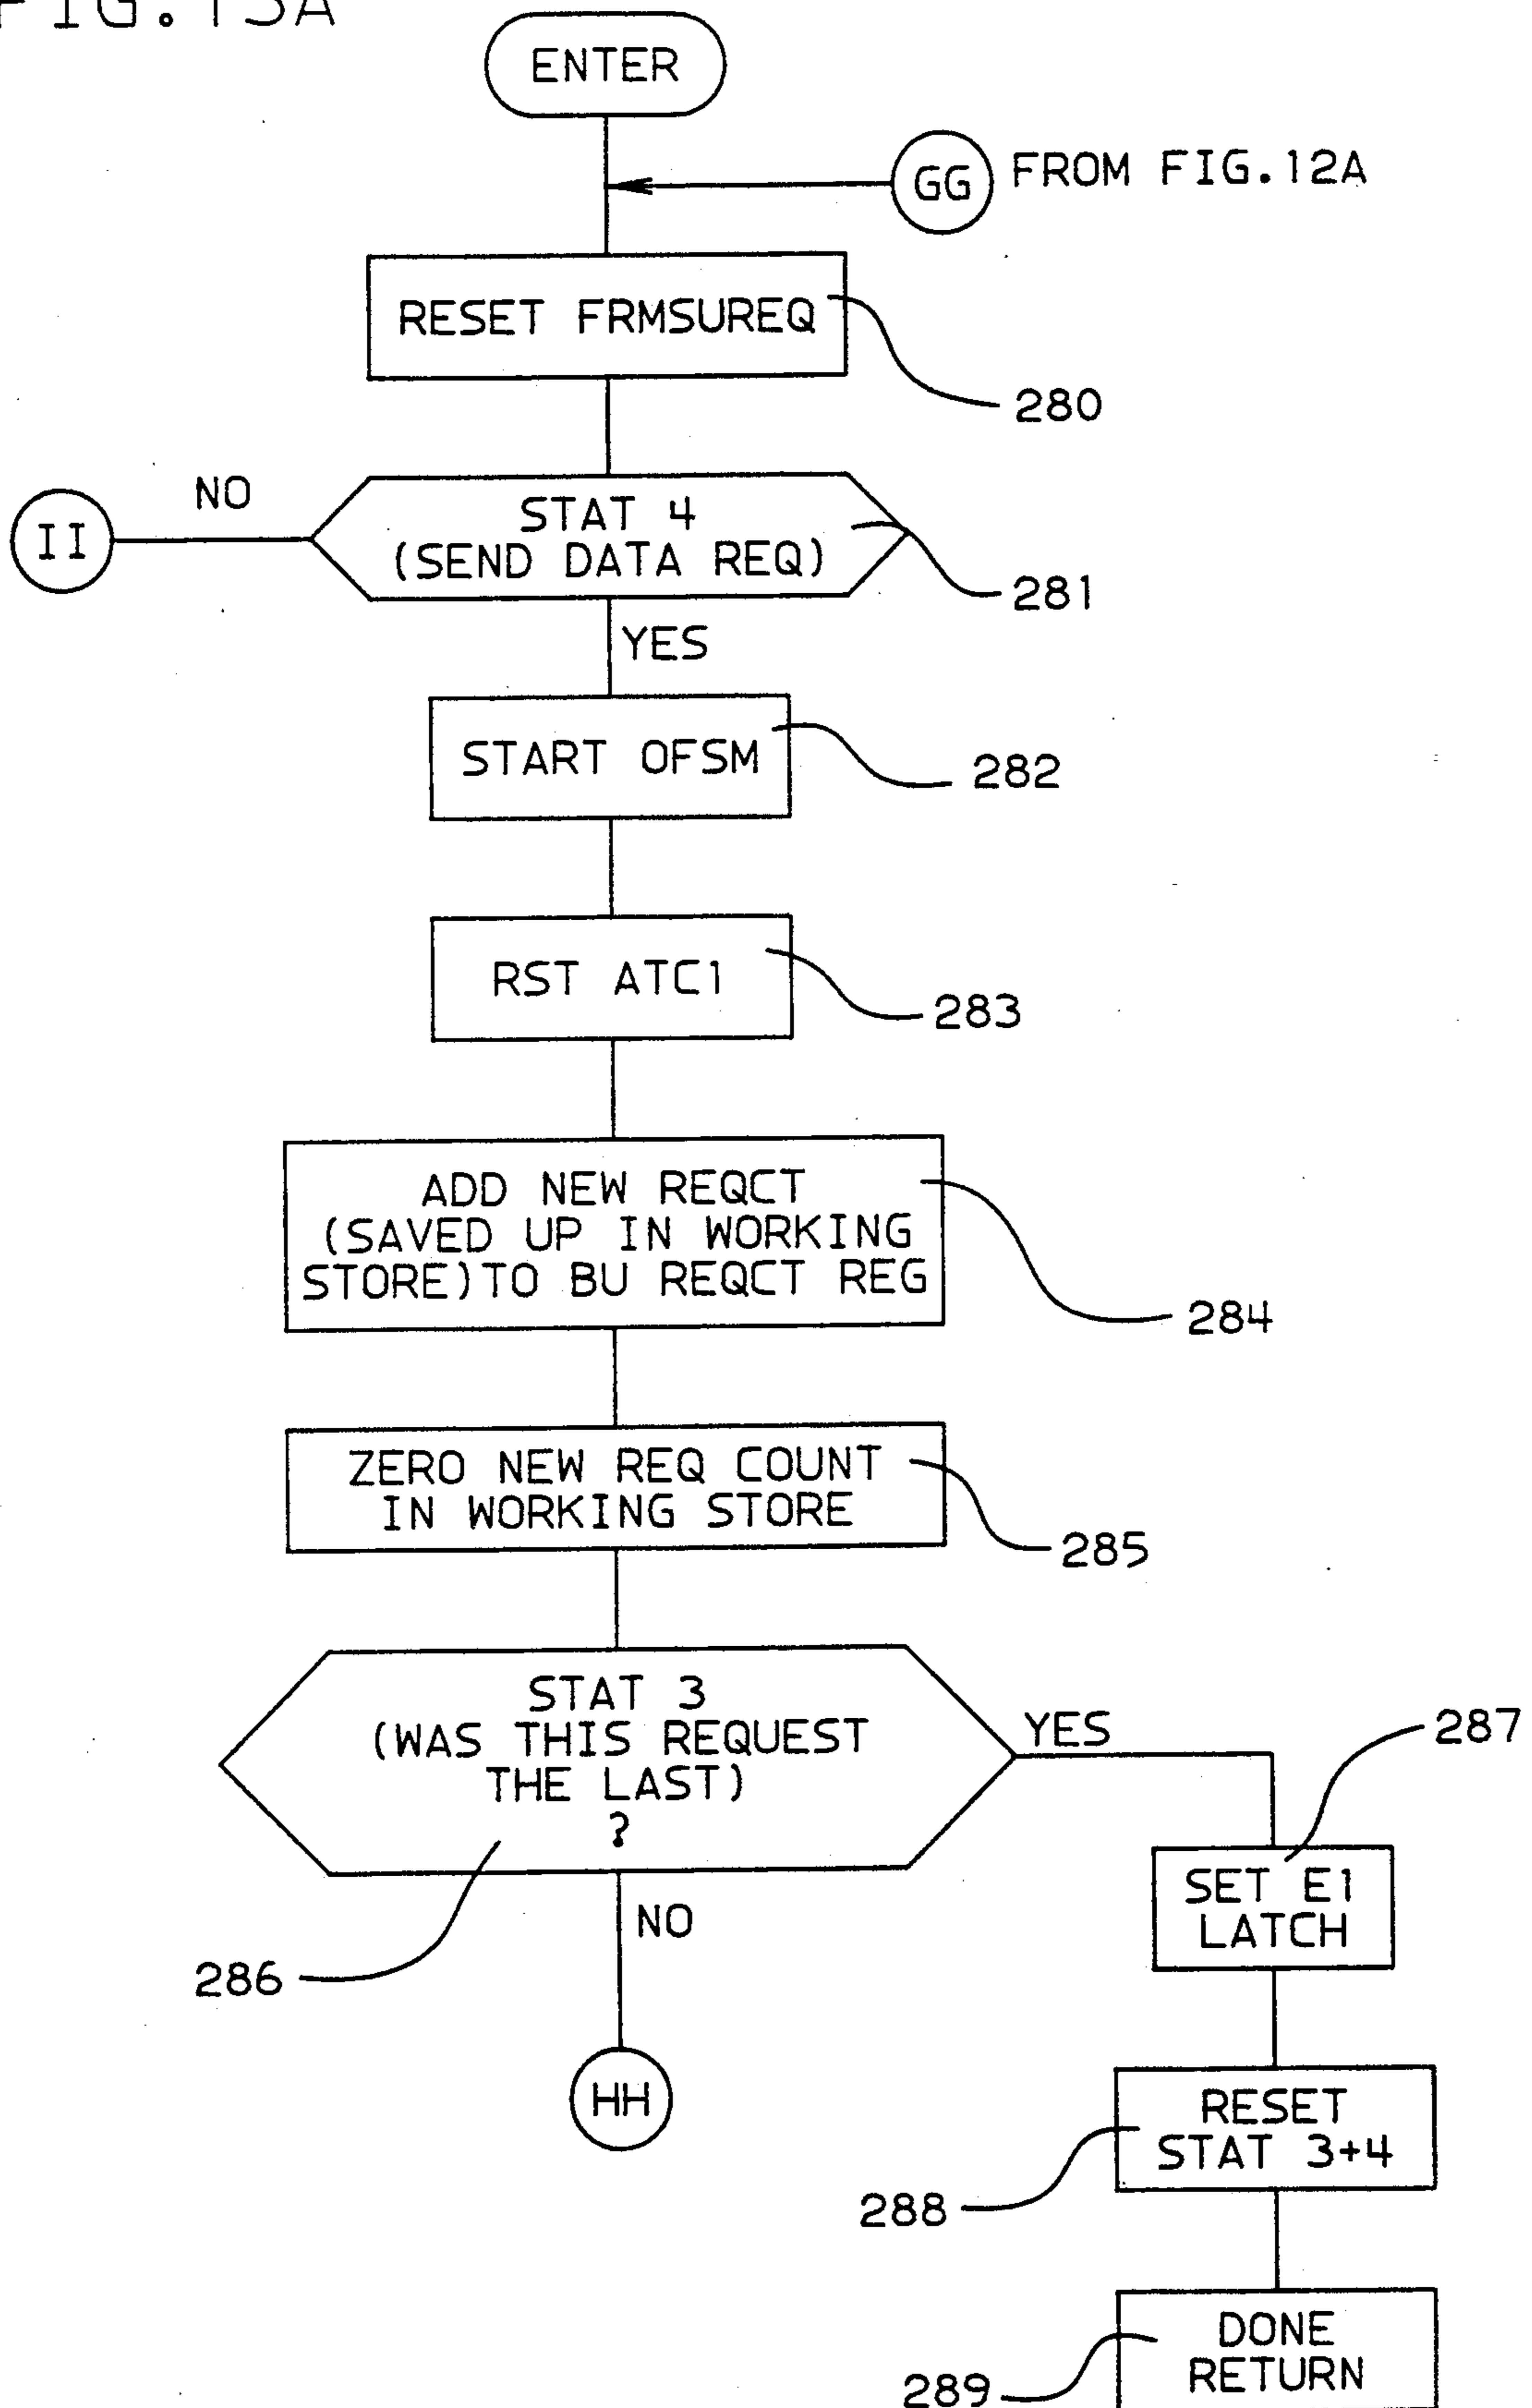 FIG.13A
ENTER
GG FROM FIG.12A
RESET FRMSUREQ
280
NO
II
STAT 4
(SEND DATA REQ)
281
YES
START OFSM
282
RST ATC1
283
ADD NEW REQCT
(SAVED UP IN WORKING
STORE)TO BU REQCT REG
284
ZERO NEW REQ COUNT
IN WORKING STORE
285
STAT 3
(WAS THIS REQUEST
THE LAST)
?
YES
287
SET E1
LATCH
NO
286
HH
RESET
STAT 3+4
288
DONE
RETURN
289